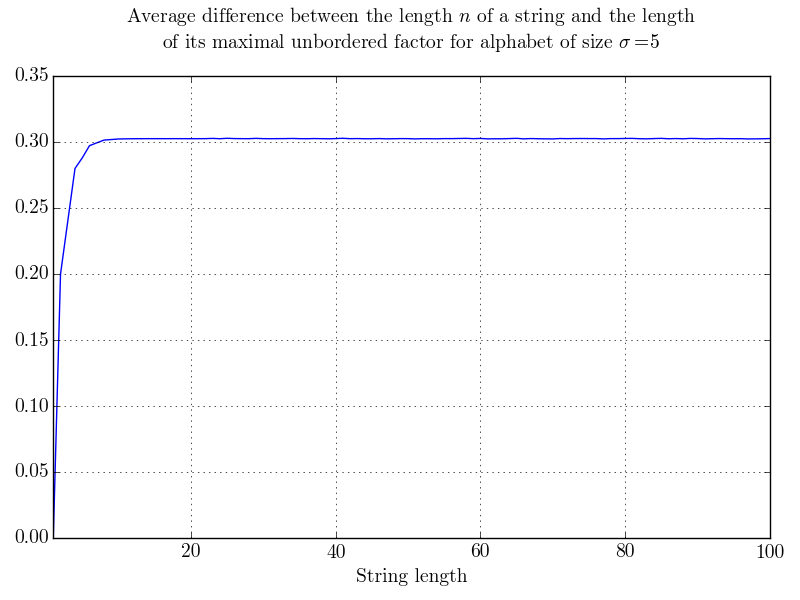 Average difference between the length n of a string and the length
of its maximal unbordered factor for alphabet of size σ=5
0.35
0.30
0.25
0.20
0.15
0.10
0.05
0.00
20 40 60 80 100
String length